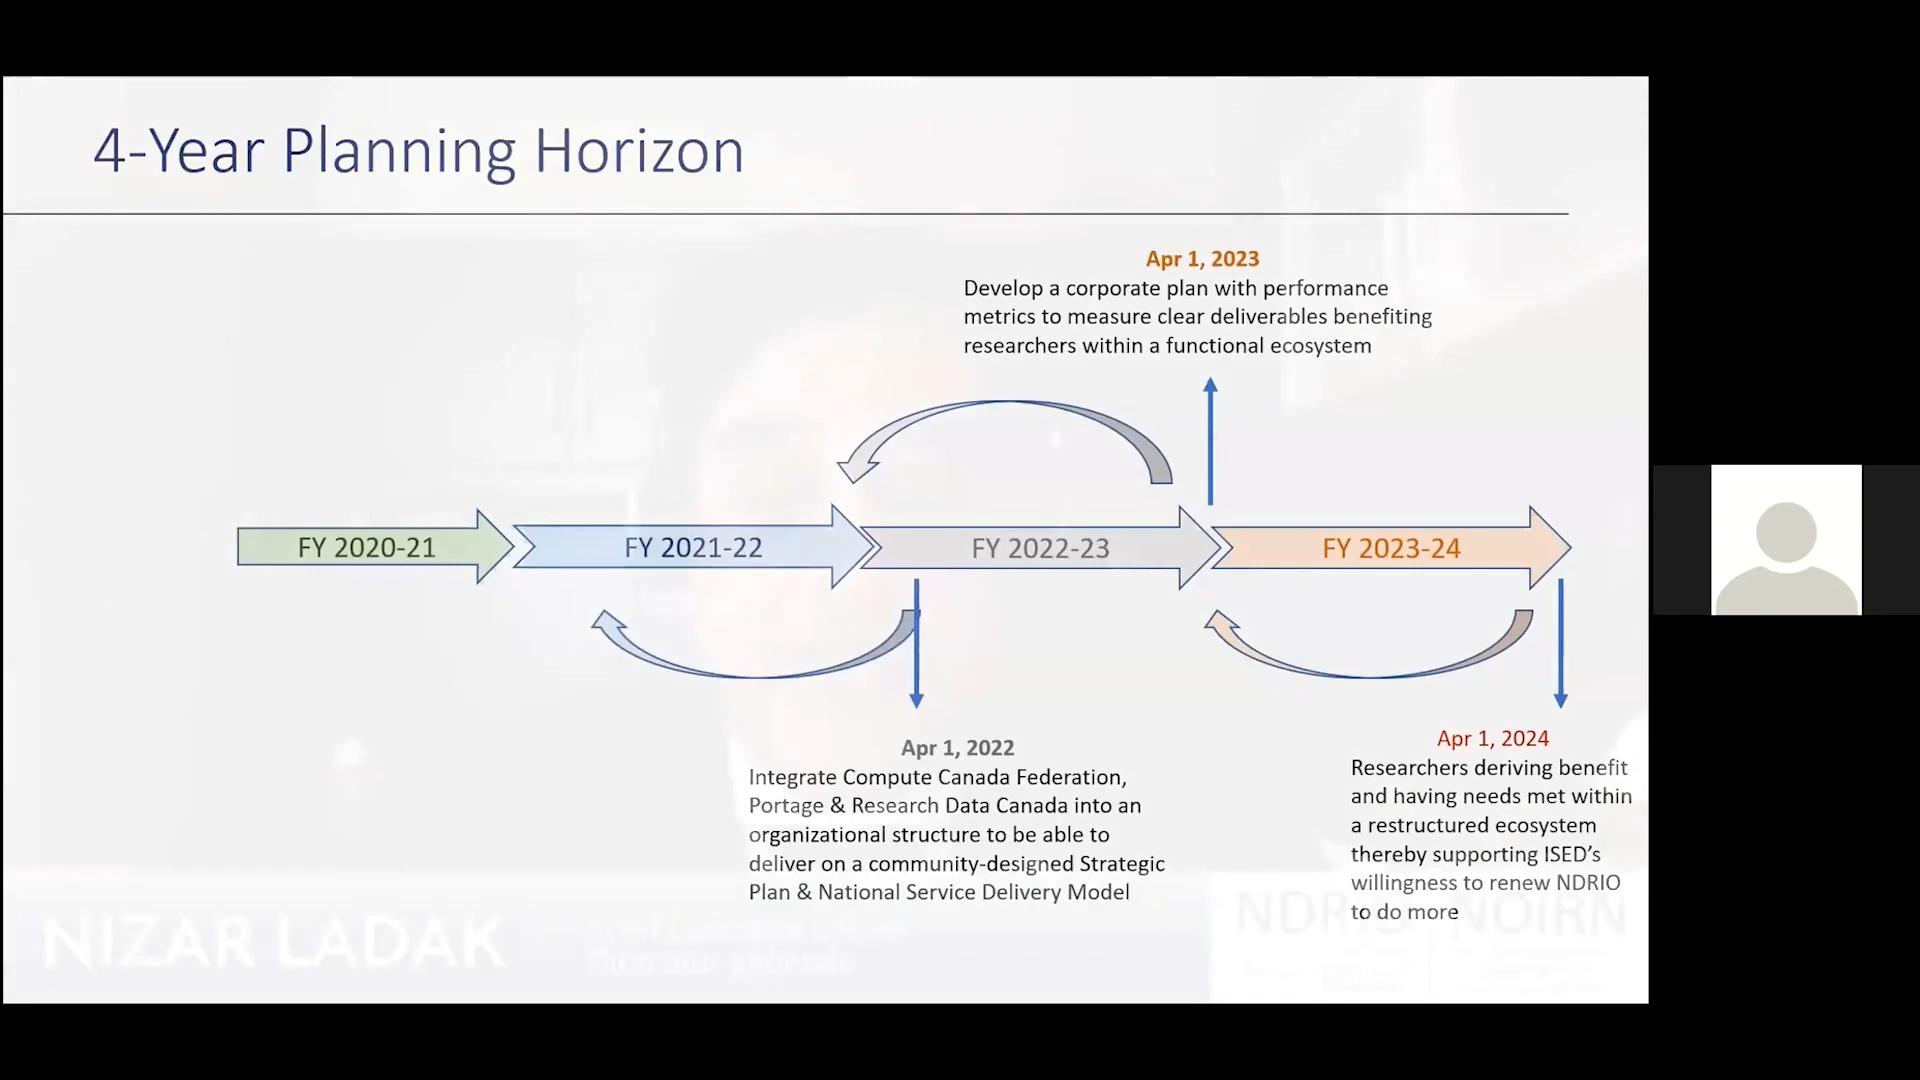 4-Year Planning Horizon
Apr 1, 2023
Develop a corporate plan with performance
metrics to measure clear deliverables benefiting
researchers within a functional ecosystem
FY 2020-21
FY 2021-22
FY 2022-23
FY 2023-24
Apr 1, 2022
Integrate Compute Canada Federation,
Portage & Research Data Canada into an
organizational structure to be able to
deliver on a community-designed Strategic
Plan & National Service Delivery Model
Apr 1, 2024
Researchers deriving benefit
and having needs met within
a restructured ecosystem
thereby supporting ISED’s
willingness to renew NDRIO
to do more
NIZAR LADAK
NDRIO NOIRN